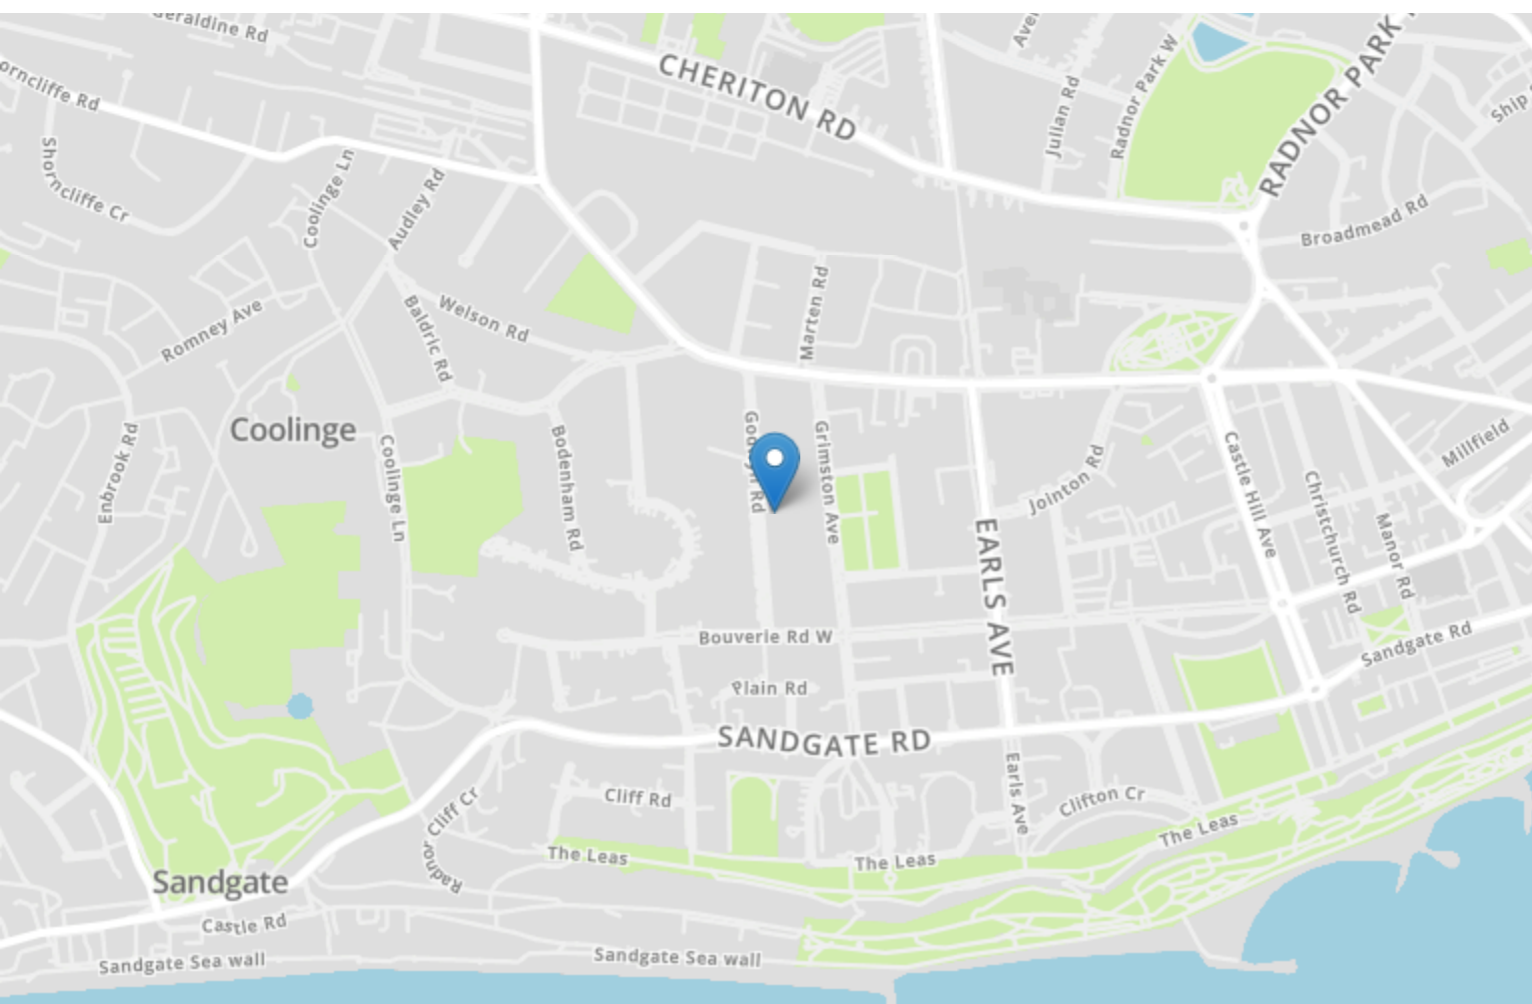 Geraldine Rd
orncliffe Rd
CHERITON RD
Ave
Julian Rd
Radnor Park W
RADNOR PARK
Ship
Shorncliffe Cr
Coolinge Ln
Audley Rd
Broadmead Rd
Romney Ave
Baldric Rd
Welson Rd
Marten Rd
Coolinge
Enbrook Rd
Coolinge Ln
Bodenham Rd
Grimston Ave
Jointon Rd
Castle Hill Ave
Christchurch Rd
Manor Rd
Millfield
EARLS AVE
Bouverie Rd W
Sandgate Rd
Plain Rd
SANDGATE RD
Cliff Rd
Radnor Cliff Cr
Earls Ave
Clifton Cr
The Leas
The Leas
The Leas
Sandgate
Castle Rd
Sandgate Sea wall
Sandgate Sea wall